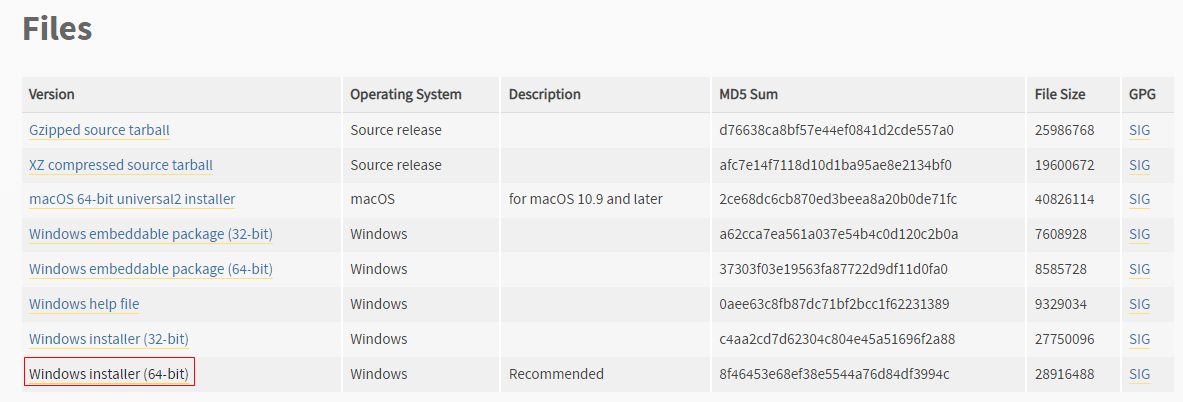 Files
Version Operating System Description MD5 Sum File Size GPG
Gzipped source tarball Source release d76638ca8bf57e44ef0841d2cde557a0 25986768 SIG
XZ compressed source tarball Source release afc7e14f7118d10d1ba95ae8e2134bf0 19600672 SIG
macOS 64-bit universal2 installer macOS for macOS 10.9 and later 2ce68dc6cb870ed3beea8a20b0de71fc 40826114 SIG
Windows embeddable package (32-bit) Windows a62cca7ea561a037e54b4c0d120c2b0a 7608928 SIG
Windows embeddable package (64-bit) Windows 37303f03e19563fa87722d9df11d0fa0 8585728 SIG
Windows help file Windows 0aee63c8fb87dc71bf2bcc1f62231389 9329034 SIG
Windows installer (32-bit) Windows c4aa2cd7d62304c804e45a51696f2a88 27750096 SIG
Windows installer (64-bit) Windows Recommended 8f46453e68ef38e5544a76d84df3994c 28916488 SIG